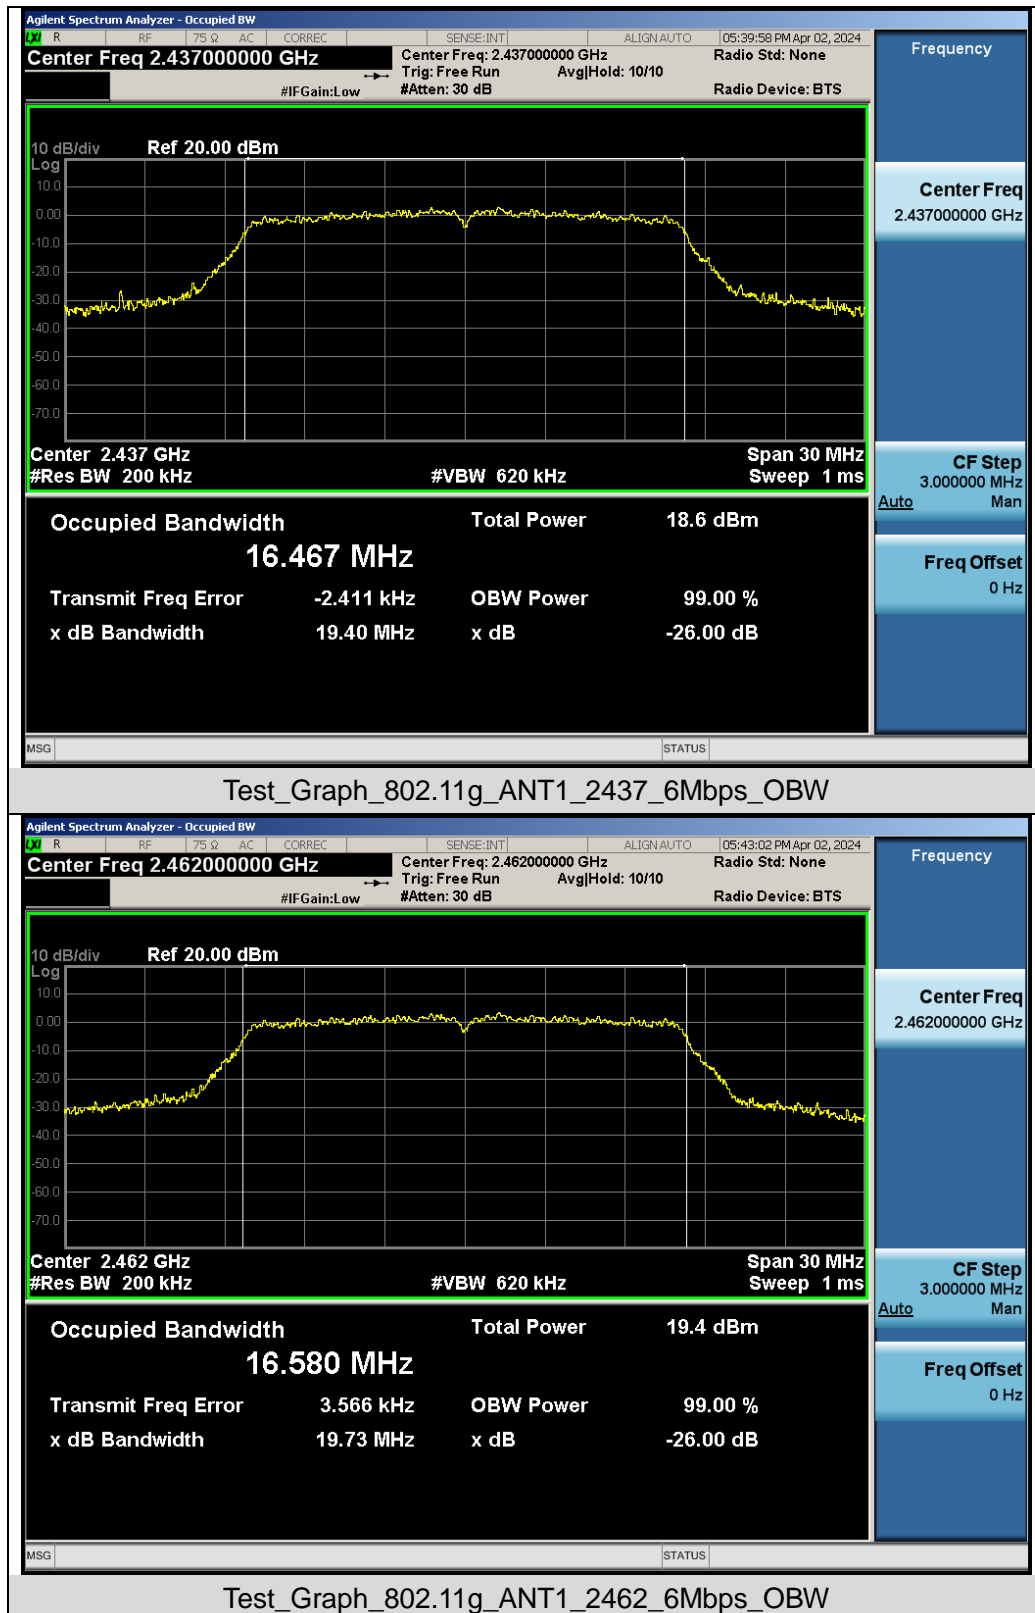 Agilent Spectrum Analyzer - Occupied BW
LXI R RF 75 Ω AC CORREC SENSE:INT ALIGN AUTO 05:39:58 PM Apr 02, 2024
Center Freq 2.437000000 GHz
Center Freq: 2.437000000 GHz
Radio Std: None
Trig: Free Run Avg|Hold: 10/10
#IFGain:Low
#Atten: 30 dB
Radio Device: BTS
Frequency
10 dB/div Ref 20.00 dBm
Log
10.0
0.00
-10.0
-20.0
-30.0
-40.0
-50.0
-60.0
-70.0
Center Freq
2.437000000 GHz
Center 2.437 GHz Span 30 MHz
#Res BW 200 kHz #VBW 620 kHz Sweep 1 ms
CF Step
3.000000 MHz
Auto Man
Freq Offset
0 Hz
Occupied Bandwidth Total Power 18.6 dBm
16.467 MHz
Transmit Freq Error -2.411 kHz OBW Power 99.00 %
x dB Bandwidth 19.40 MHz x dB -26.00 dB
MSG STATUS
Test_Graph_802.11g_ANT1_2437_6Mbps_OBW
Agilent Spectrum Analyzer - Occupied BW
LXI R RF 75 Ω AC CORREC SENSE:INT ALIGN AUTO 05:43:02 PM Apr 02, 2024
Center Freq 2.462000000 GHz
Center Freq: 2.462000000 GHz
Radio Std: None
Trig: Free Run Avg|Hold: 10/10
#IFGain:Low
#Atten: 30 dB
Radio Device: BTS
Frequency
10 dB/div Ref 20.00 dBm
Log
10.0
0.00
-10.0
-20.0
-30.0
-40.0
-50.0
-60.0
-70.0
Center Freq
2.462000000 GHz
Center 2.462 GHz Span 30 MHz
#Res BW 200 kHz #VBW 620 kHz Sweep 1 ms
CF Step
3.000000 MHz
Auto Man
Freq Offset
0 Hz
Occupied Bandwidth Total Power 19.4 dBm
16.580 MHz
Transmit Freq Error 3.566 kHz OBW Power 99.00 %
x dB Bandwidth 19.73 MHz x dB -26.00 dB
MSG STATUS
Test_Graph_802.11g_ANT1_2462_6Mbps_OBW